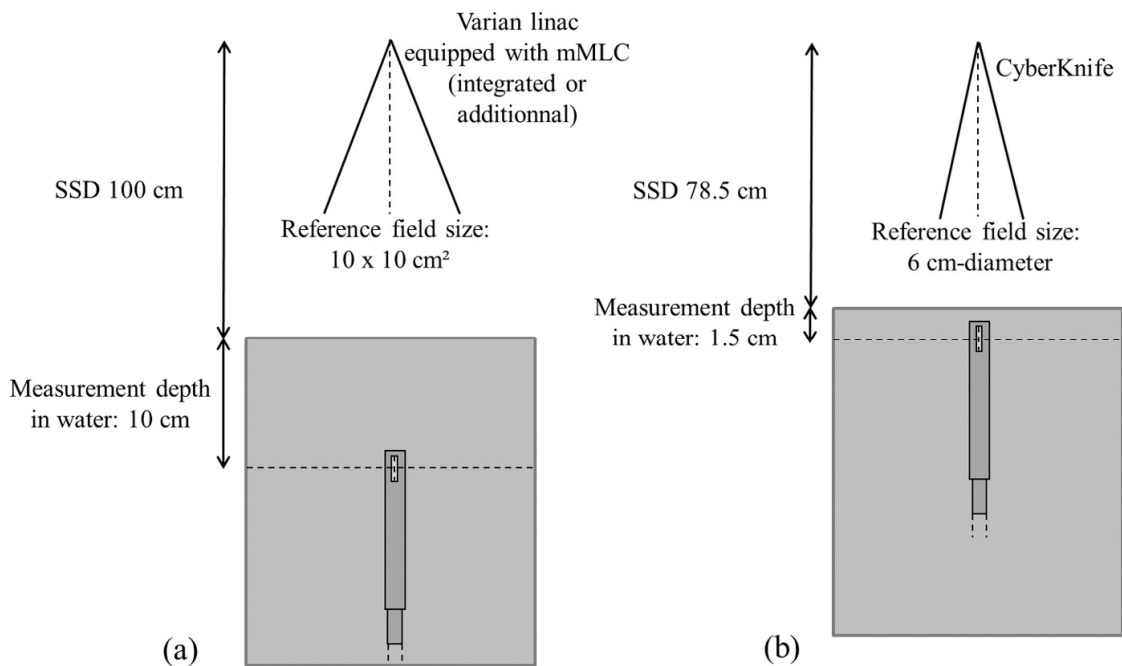 Varian linac
equipped with mMLC
(integrated or
additionnal)
SSD 100 cm
Reference field size:
10 x 10 cm²
Measurement depth
in water: 10 cm
(a)
CyberKnife
SSD 78.5 cm
Reference field size:
6 cm-diameter
Measurement depth
in water: 1.5 cm
(b)